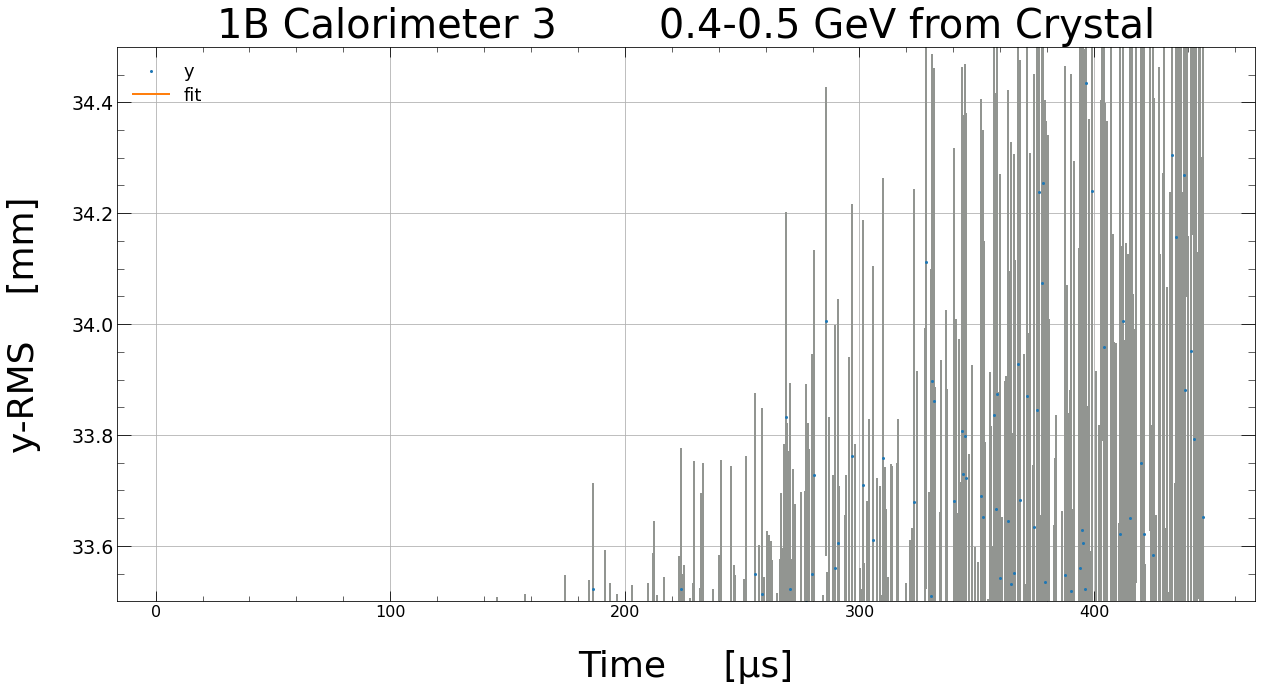 1B Calorimeter 3 0.4-0.5 GeV from Crystal
y
fit
34.4
34.2
34.0
33.8
33.6
y-RMS [mm]
0 100 200 300 400
Time [µs]